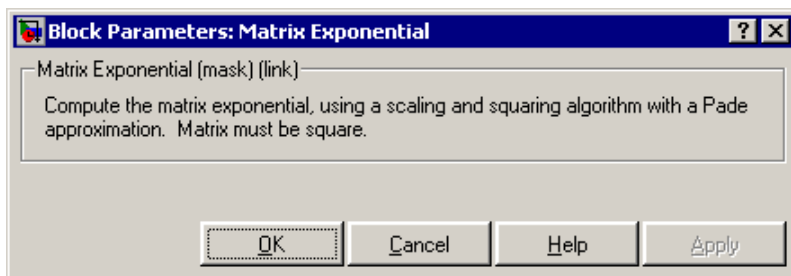 Block Parameters: Matrix Exponential
? X
Matrix Exponential (mask) (link)
Compute the matrix exponential, using a scaling and squaring algorithm with a Pade
approximation. Matrix must be square.
OK Cancel Help Apply